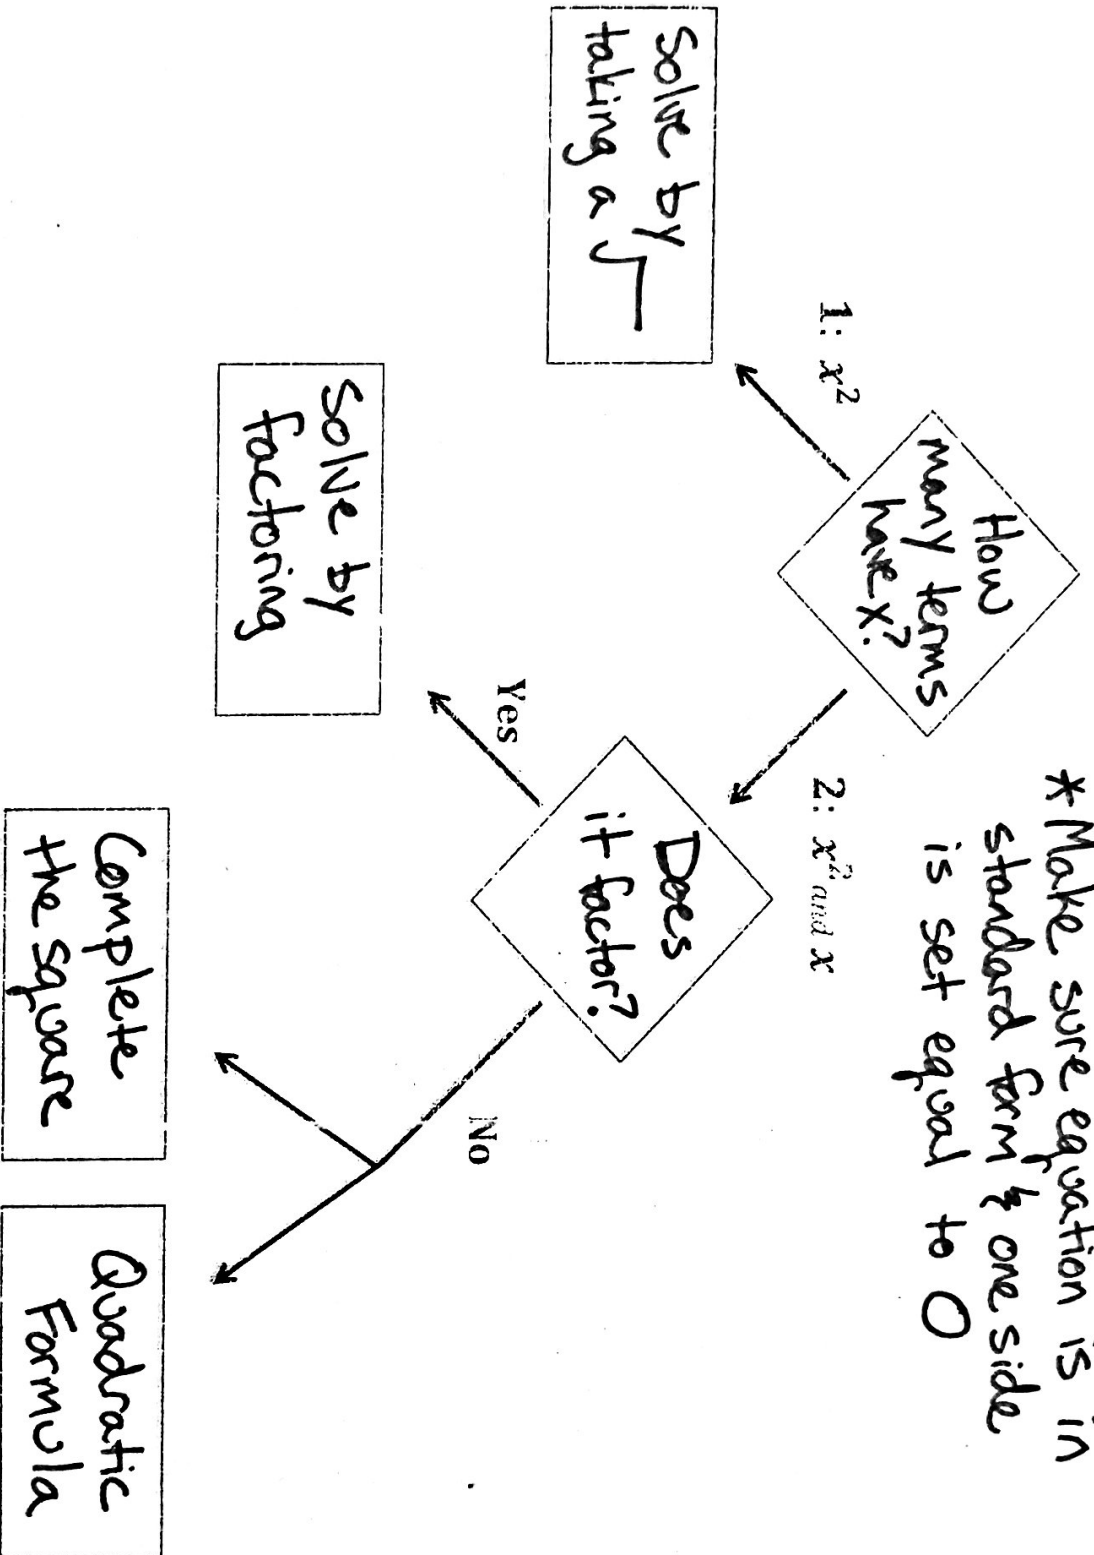 *Make sure equation is in
standard form & one side
is set equal to 0
How
many terms
have x?
1: x²
2: x² and x
Solve by
taking a √
Does
it factor?
Yes
No
Solve by
factoring
Complete
the square
Quadratic
Formula